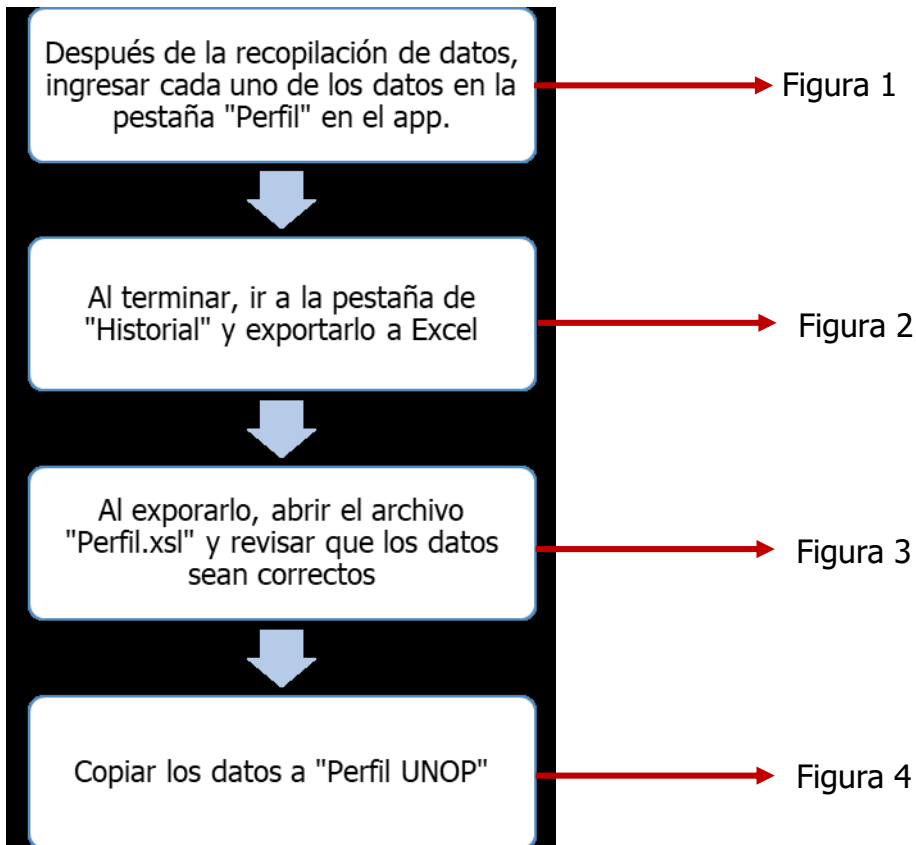 Después de la recopilación de datos,
ingresar cada uno de los datos en la
pestaña "Perfil" en el app.
Figura 1
Al terminar, ir a la pestaña de
"Historial" y exportarlo a Excel
Figura 2
Al exporarlo, abrir el archivo
"Perfil.xsl" y revisar que los datos
sean correctos
Figura 3
Copiar los datos a "Perfil UNOP"
Figura 4